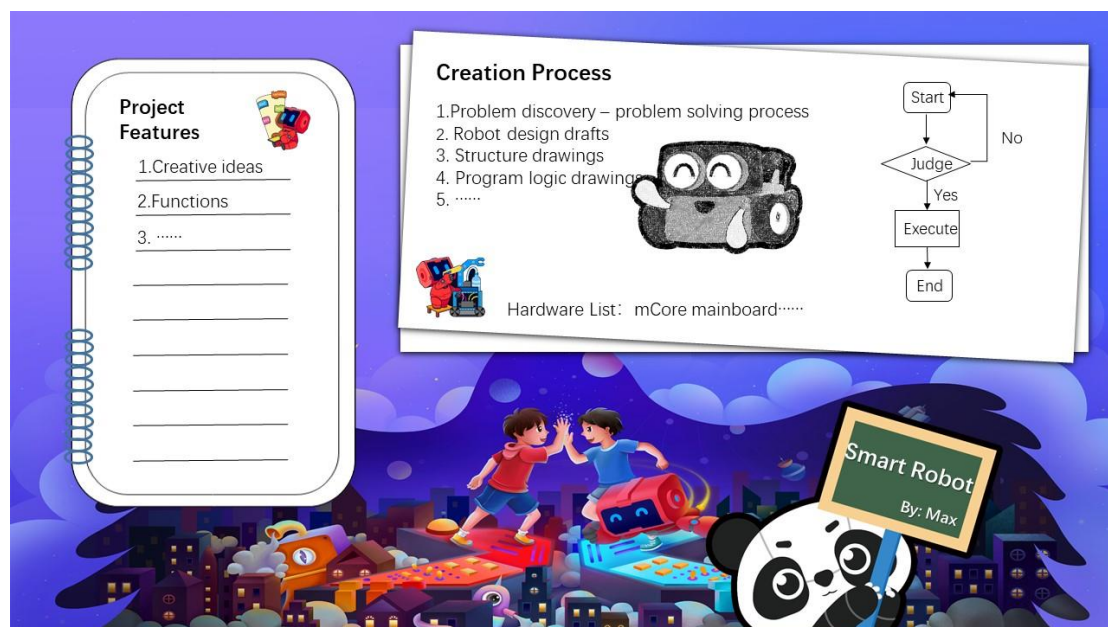 Project
Features
1.Creative ideas
2.Functions
3. ······
Creation Process
1.Problem discovery – problem solving process
2. Robot design drafts
3. Structure drawings
4. Program logic drawings
5. ······
Hardware List： mCore mainboard······
Start
No
Judge
Yes
Execute
End
Smart Robot
By: Max